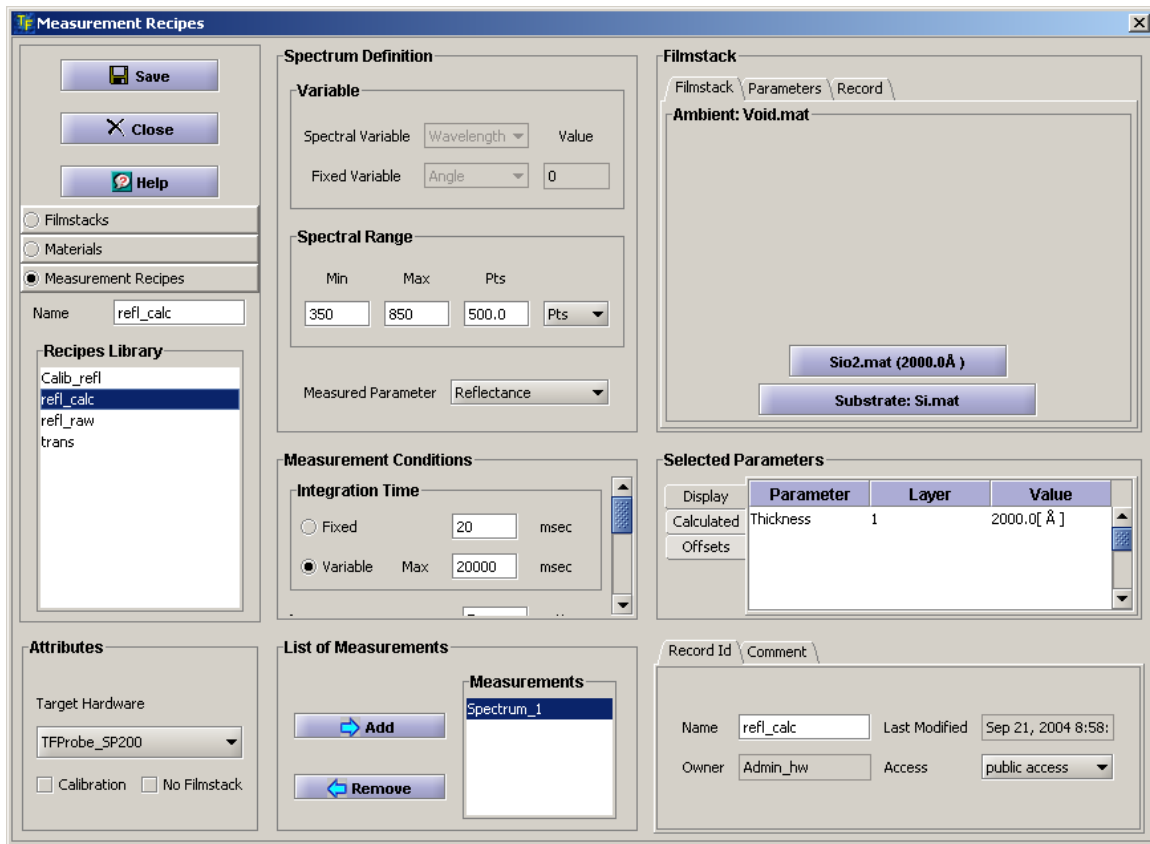 TF Measurement Recipes
Save
Close
Help
Filmstacks
Materials
Measurement Recipes
Name refl_calc
Recipes Library
Calib_refl
refl_calc
refl_raw
trans
Attributes
Target Hardware
TFProbe_SP200
Calibration No Filmstack
Spectrum Definition
Variable
Spectral Variable Wavelength Value
Fixed Variable Angle 0
Spectral Range
Min Max Pts
350 850 500.0 Pts
Measured Parameter Reflectance
Measurement Conditions
Integration Time
Fixed 20 msec
Variable Max 20000 msec
List of Measurements
Measurements
Spectrum_1
Add
Remove
Filmstack
Filmstack Parameters Record
Ambient: Void.mat
Sio2.mat (2000.0Å )
Substrate: Si.mat
Selected Parameters
Display
Calculated
Offsets
Parameter Layer Value
Thickness 1 2000.0[ Å ]
Record Id Comment
Name refl_calc Last Modified Sep 21, 2004 8:58:
Owner Admin_hw Access public access